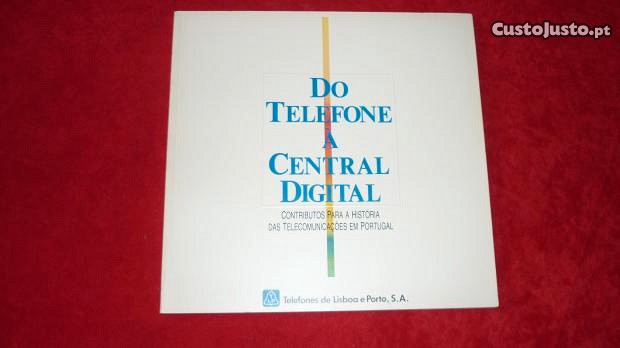 CustoJusto.pt
DO
TELEFONE
À
CENTRAL
DIGITAL
CONTRIBUTOS PARA A HISTÓRIA
DAS TELECOMUNICAÇÕES EM PORTUGAL
Telefones de Lisboa e Porto, S.A.